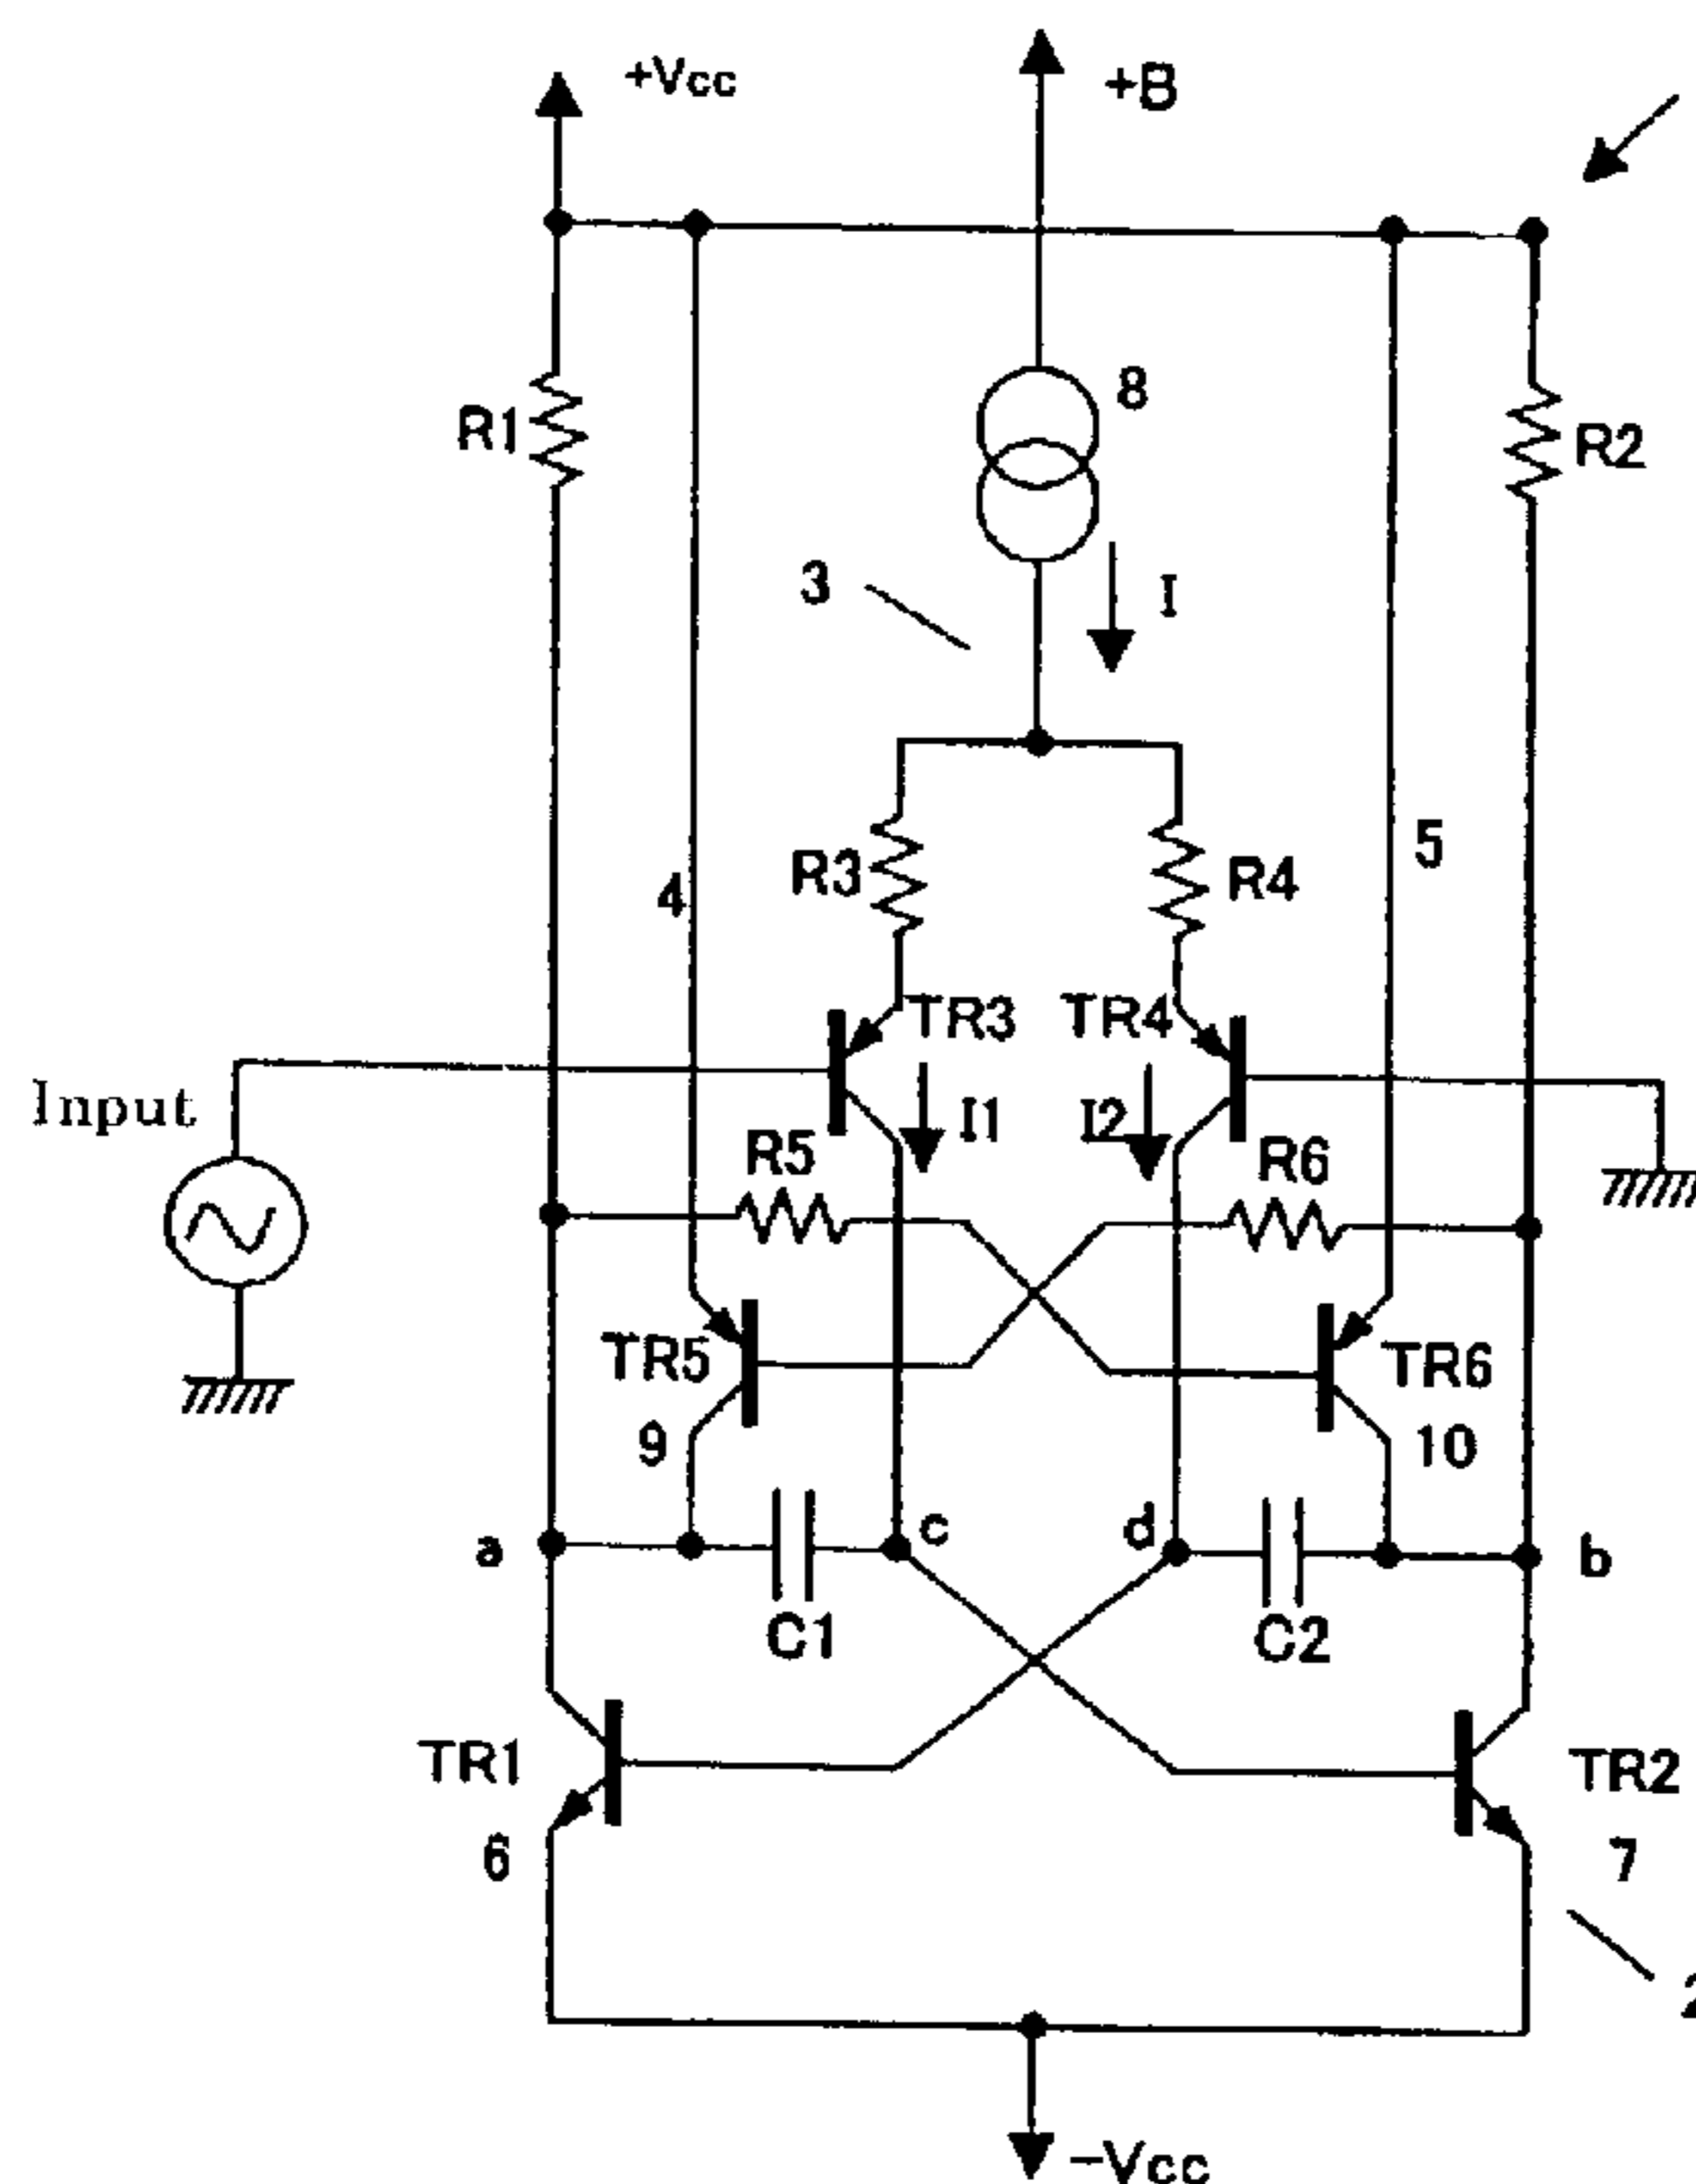 +Vcc
+B
8
R1
R2
3
I
R3
R4
5
4
TR3
TR4
Input
I1
I2
R5
R6
TR5
TR6
9
10
a
c
d
b
C1
C2
TR1
TR2
6
7
2
−Vcc